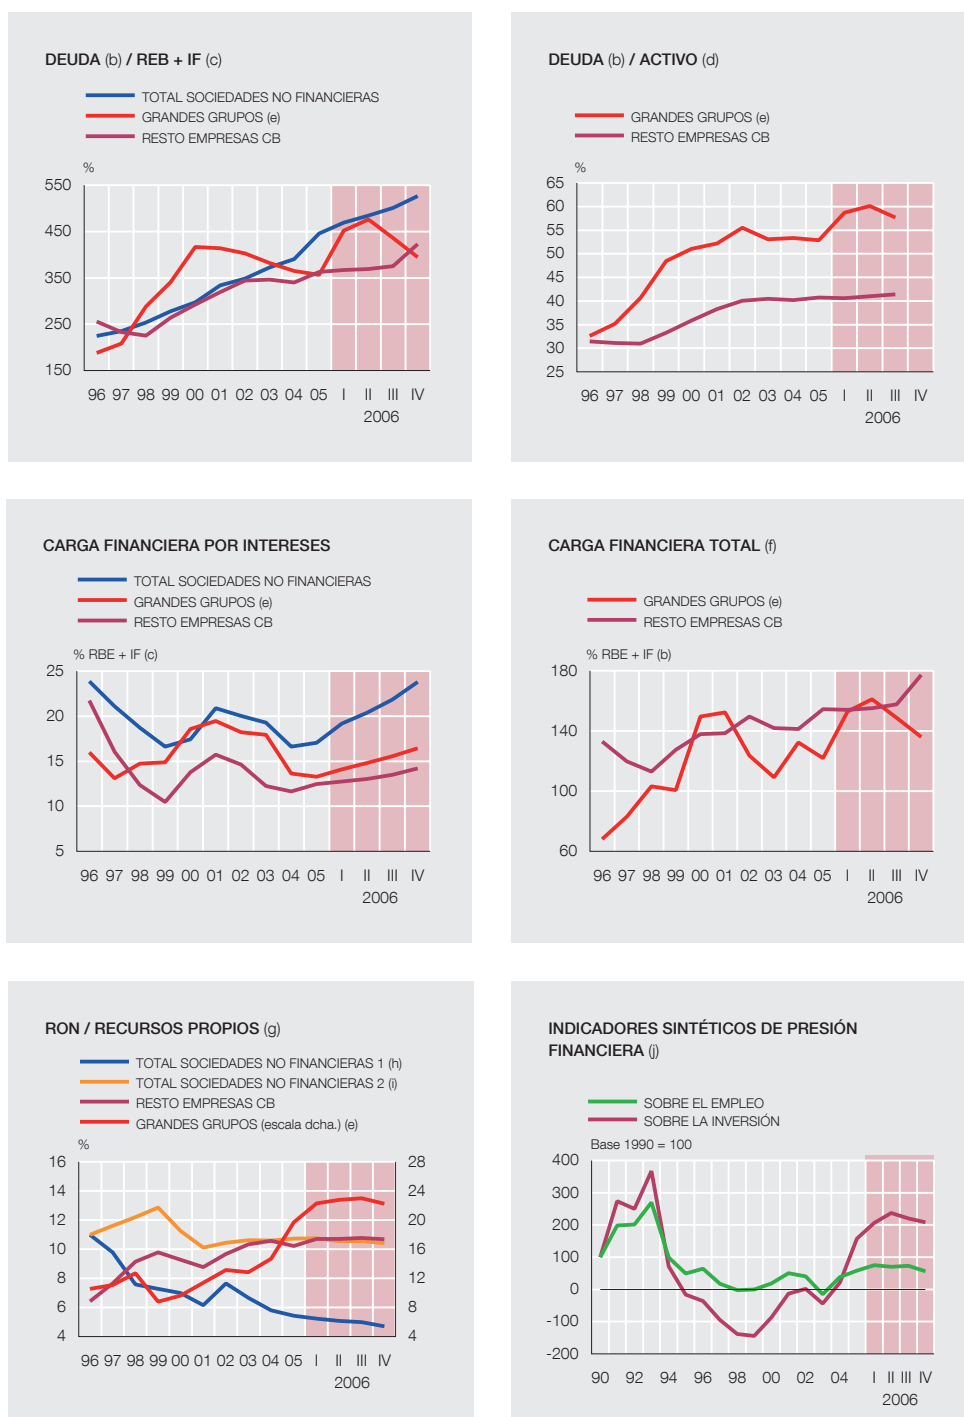 DEUDA (b) / REB + IF (c)
TOTAL SOCIEDADES NO FINANCIERAS
GRANDES GRUPOS (e)
RESTO EMPRESAS CB
%
550
450
350
250
150
96 97 98 99 00 01 02 03 04 05 I II III IV
2006
DEUDA (b) / ACTIVO (d)
GRANDES GRUPOS (e)
RESTO EMPRESAS CB
%
65
60
55
50
45
40
35
30
25
96 97 98 99 00 01 02 03 04 05 I II III IV
2006
CARGA FINANCIERA POR INTERESES
TOTAL SOCIEDADES NO FINANCIERAS
GRANDES GRUPOS (e)
RESTO EMPRESAS CB
% RBE + IF (c)
25
20
15
10
5
96 97 98 99 00 01 02 03 04 05 I II III IV
2006
CARGA FINANCIERA TOTAL (f)
GRANDES GRUPOS (e)
RESTO EMPRESAS CB
% RBE + IF (b)
180
140
100
60
96 97 98 99 00 01 02 03 04 05 I II III IV
2006
RON / RECURSOS PROPIOS (g)
TOTAL SOCIEDADES NO FINANCIERAS 1 (h)
TOTAL SOCIEDADES NO FINANCIERAS 2 (i)
RESTO EMPRESAS CB
GRANDES GRUPOS (escala dcha.) (e)
%
16 28
14 24
12 20
10 16
8 12
6 8
4 4
96 97 98 99 00 01 02 03 04 05 I II III IV
2006
INDICADORES SINTÉTICOS DE PRESIÓN
FINANCIERA (j)
SOBRE EL EMPLEO
SOBRE LA INVERSIÓN
Base 1990 = 100
400
300
200
100
0
-100
-200
90 92 94 96 98 00 02 04 I II III IV
2006